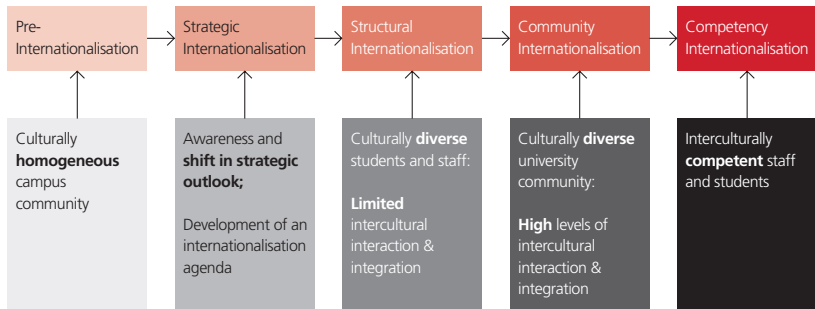 Pre-
Internationalisation
Strategic
Internationalisation
Structural
Internationalisation
Community
Internationalisation
Competency
Internationalisation
Culturally
homogeneous
campus
community
Awareness and
shift in strategic
outlook;
Development of an
internationalisation
agenda
Culturally diverse
students and staff:
Limited
intercultural
interaction &
integration
Culturally diverse
university
community:
High levels of
intercultural
interaction &
integration
Interculturally
competent staff
and students